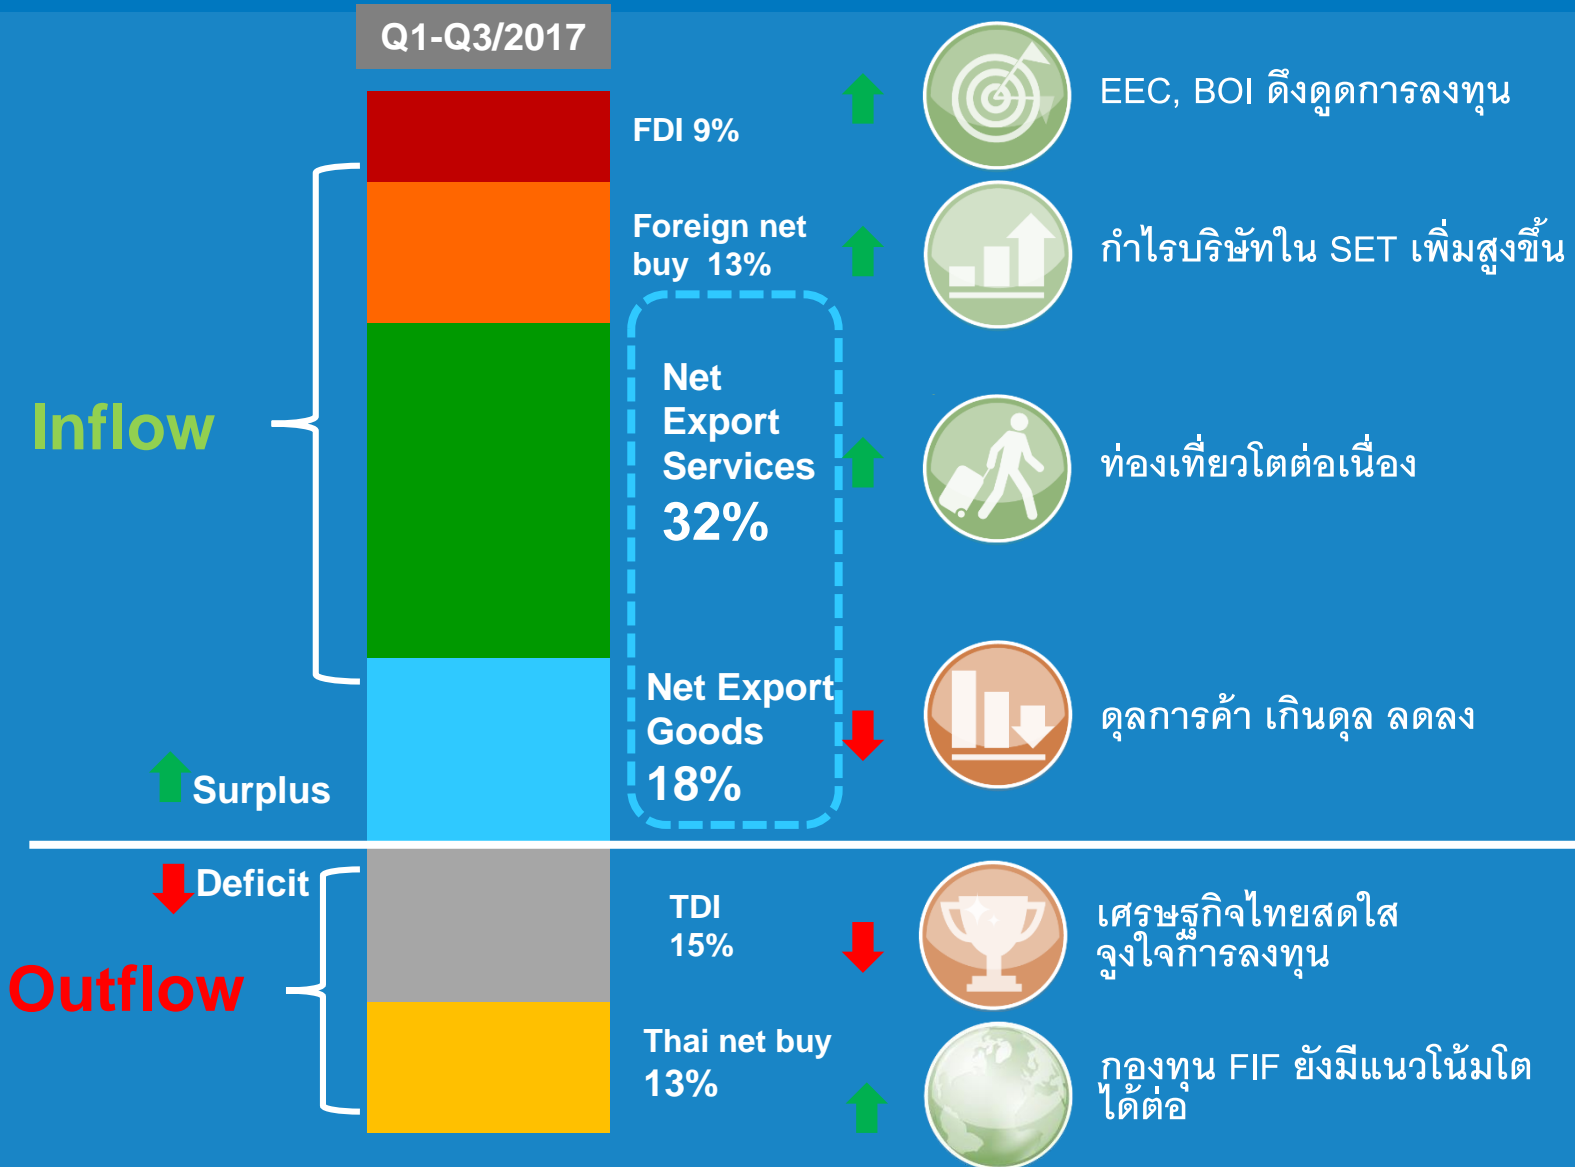 Q1-Q3/2017
FDI 9%
EEC, BOI ดึงดูดการลงทุน
Foreign net
buy 13%
กำไรบริษัทใน SET เพิ่มสูงขึ้น
Inflow
Net
Export
Services
32%
ท่องเที่ยวโตต่อเนื่อง
Net Export
Goods
18%
ดุลการค้า เกินดุล ลดลง
Surplus
Deficit
Outflow
TDI
15%
เศรษฐกิจไทยสดใส
จูงใจการลงทุน
Thai net buy
13%
กองทุน FIF ยังมีแนวโน้มโต
ได้ต่อ